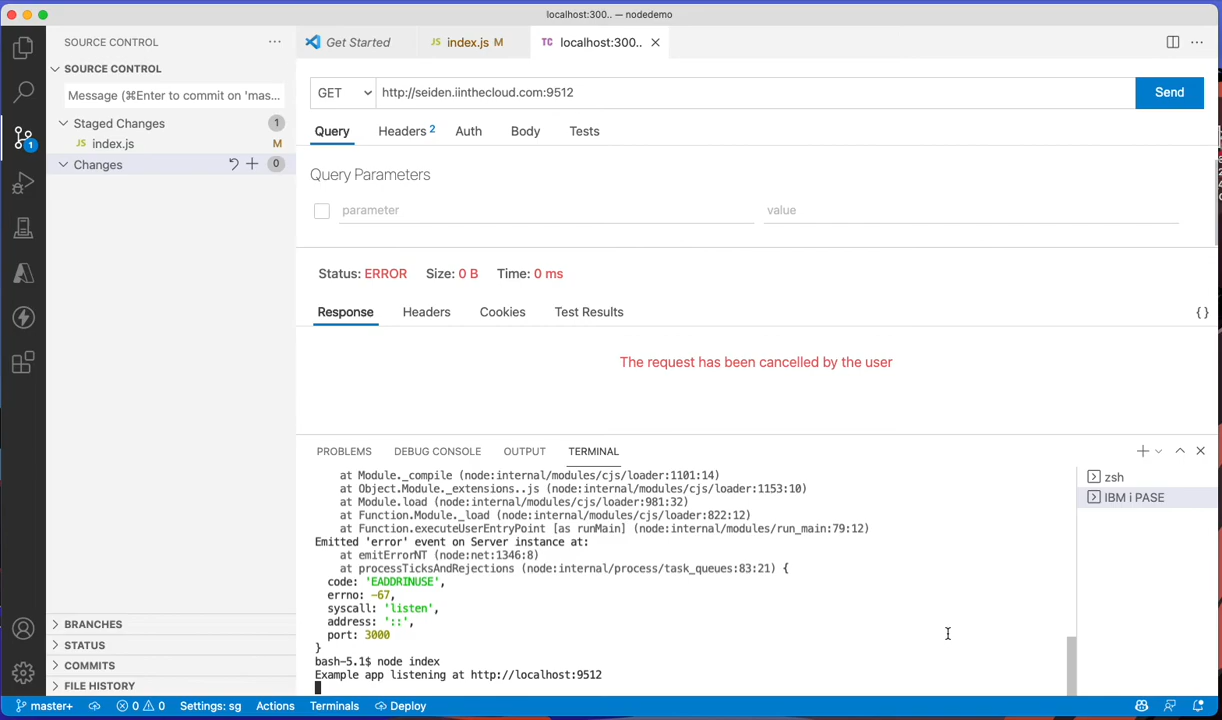 localhost:300.. — nodedemo
SOURCE CONTROL ···
Get Started
JS index.js M
TC localhost:300..
SOURCE CONTROL
Message (⌘Enter to commit on 'mas...
Staged Changes 1
JS index.js M
Changes 0
1
GET http://seiden.iinthecloud.com:9512 Send
Query Headers 2 Auth Body Tests
Query Parameters
parameter value
Status: ERROR Size: 0 B Time: 0 ms
Response Headers Cookies Test Results { }
The request has been cancelled by the user
PROBLEMS DEBUG CONSOLE OUTPUT TERMINAL
at Module._compile (node:internal/modules/cjs/loader:1101:14)
at Object.Module._extensions..js (node:internal/modules/cjs/loader:1153:10)
at Module.load (node:internal/modules/cjs/loader:981:32)
at Function.Module._load (node:internal/modules/cjs/loader:822:12)
at Function.executeUserEntryPoint [as runMain] (node:internal/modules/run_main:79:12)
Emitted 'error' event on Server instance at:
at emitErrorNT (node:net:1346:8)
at processTicksAndRejections (node:internal/process/task_queues:83:21) {
code: 'EADDRINUSE',
errno: -67,
syscall: 'listen',
address: '::',
port: 3000
}
bash-5.1$ node index
Example app listening at http://localhost:9512
zsh
IBM i PASE
BRANCHES
STATUS
COMMITS
FILE HISTORY
master+ 0 0 Settings: sg Actions Terminals Deploy